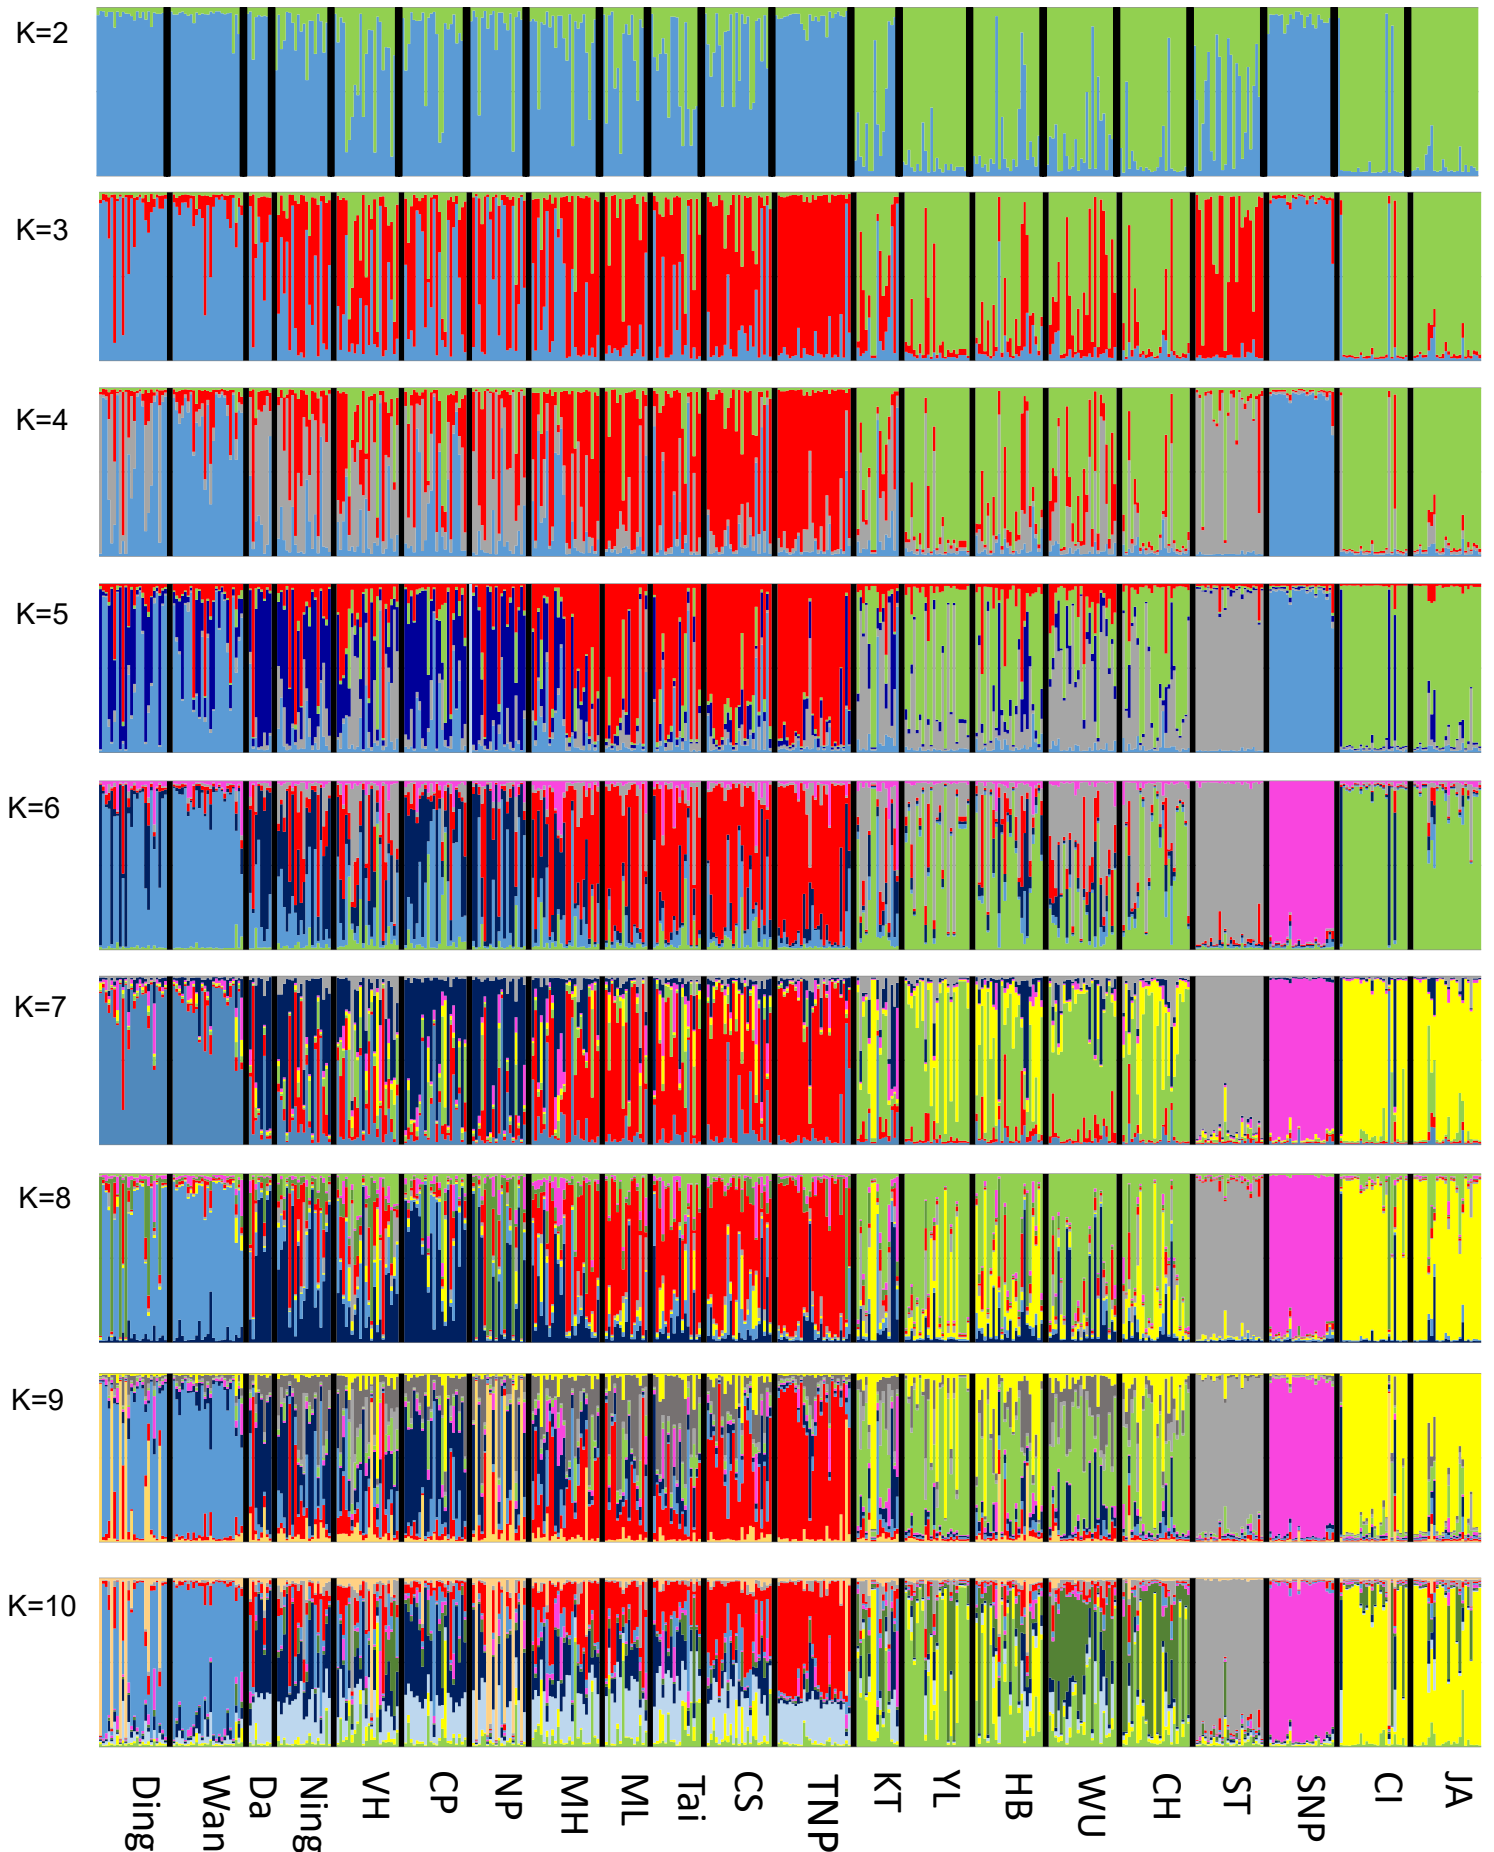 K=2
K=3
K=4
K=5
K=6
K=7
K=8
K=9
K=10
Ding
Wan
Da
Ning
VH
CP
NP
MH
ML
Tai
CS
TNP
KT
YL
HB
WU
CH
ST
SNP
CI
JA